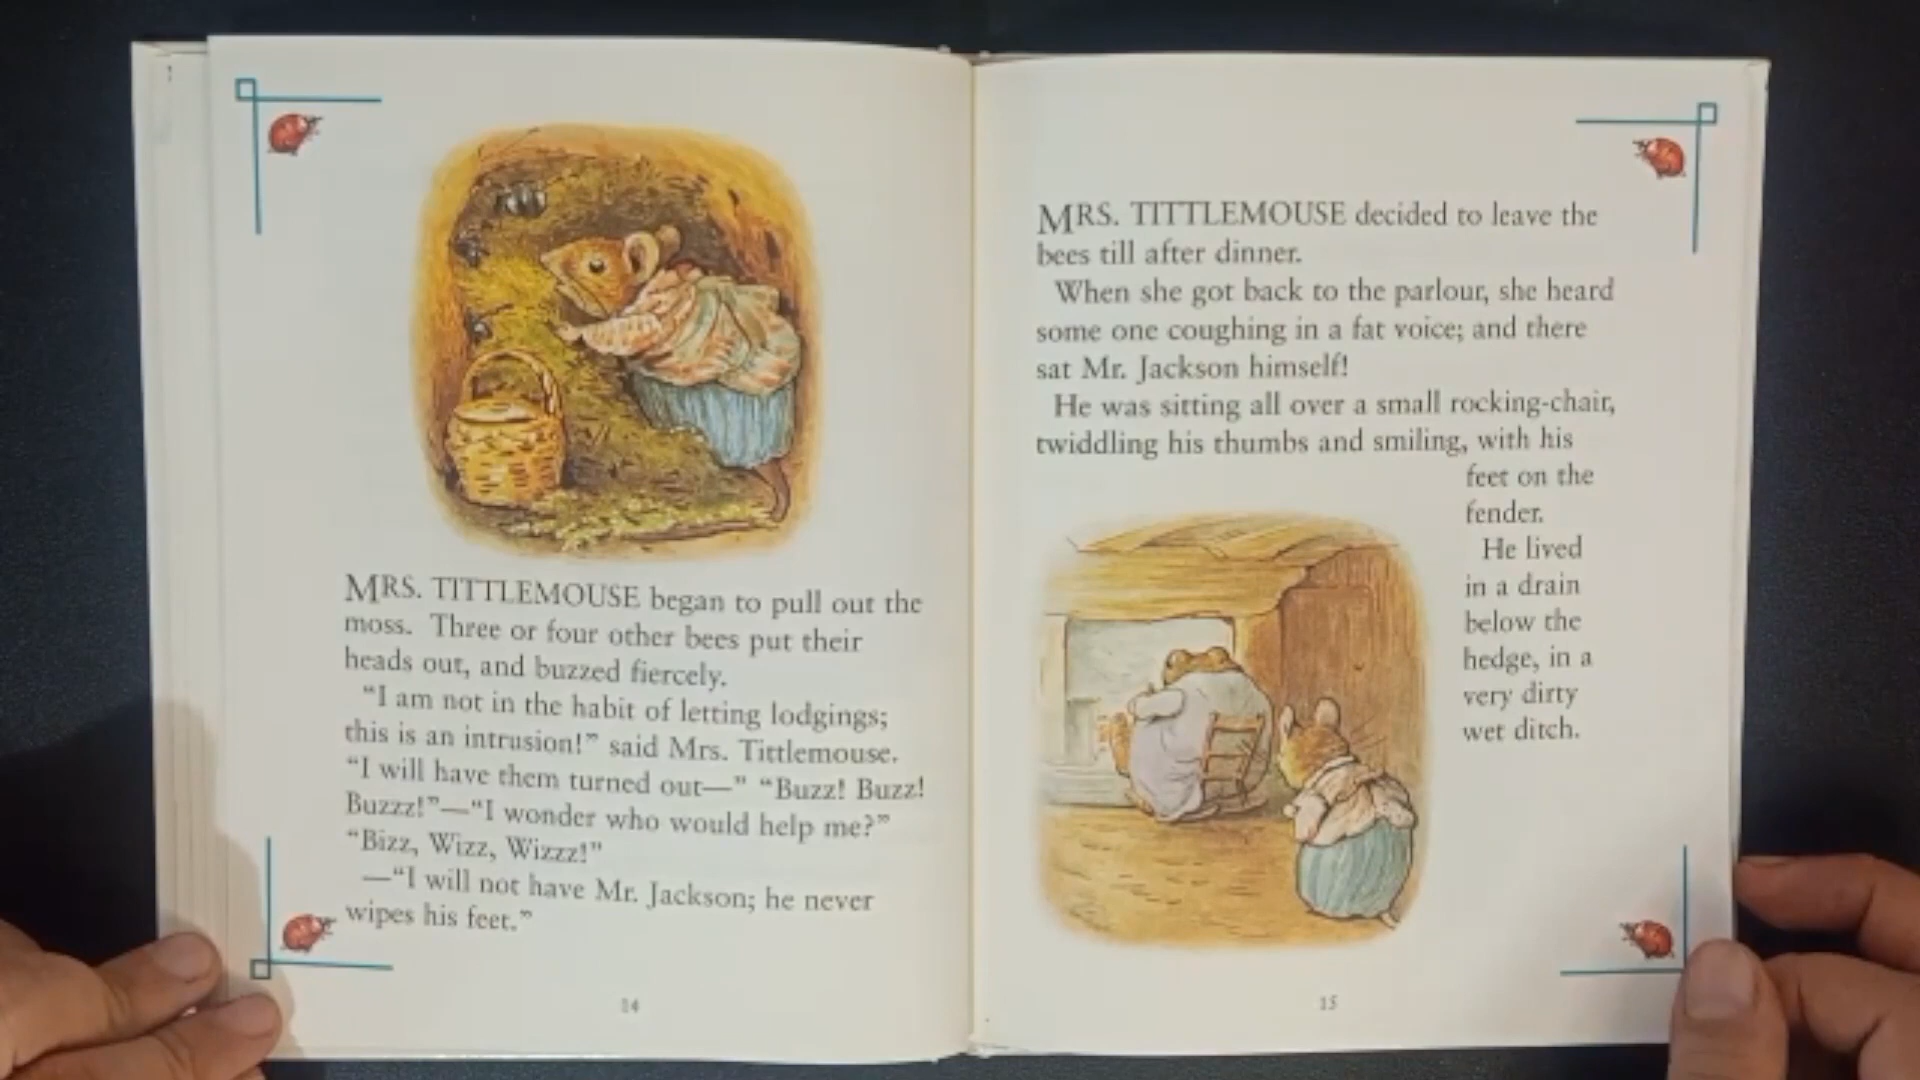 MRS. TITTLEMOUSE began to pull out the
moss. Three or four other bees put their
heads out, and buzzed fiercely.
"I am not in the habit of letting lodgings;
this is an intrusion!" said Mrs. Tittlemouse.
"I will have them turned out—" "Buzz! Buzz!
Buzzz!"—"I wonder who would help me?"
"Bizz, Wizz, Wizzz!"
—"I will not have Mr. Jackson; he never
wipes his feet."
14
MRS. TITTLEMOUSE decided to leave the
bees till after dinner.
When she got back to the parlour, she heard
some one coughing in a fat voice; and there
sat Mr. Jackson himself!
He was sitting all over a small rocking-chair,
twiddling his thumbs and smiling, with his
feet on the
fender.
He lived
in a drain
below the
hedge, in a
very dirty
wet ditch.
15